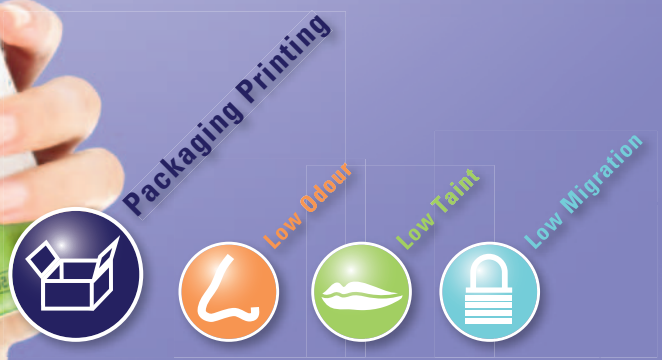 Packaging Printing
Low Odour
Low Taint
Low Migration